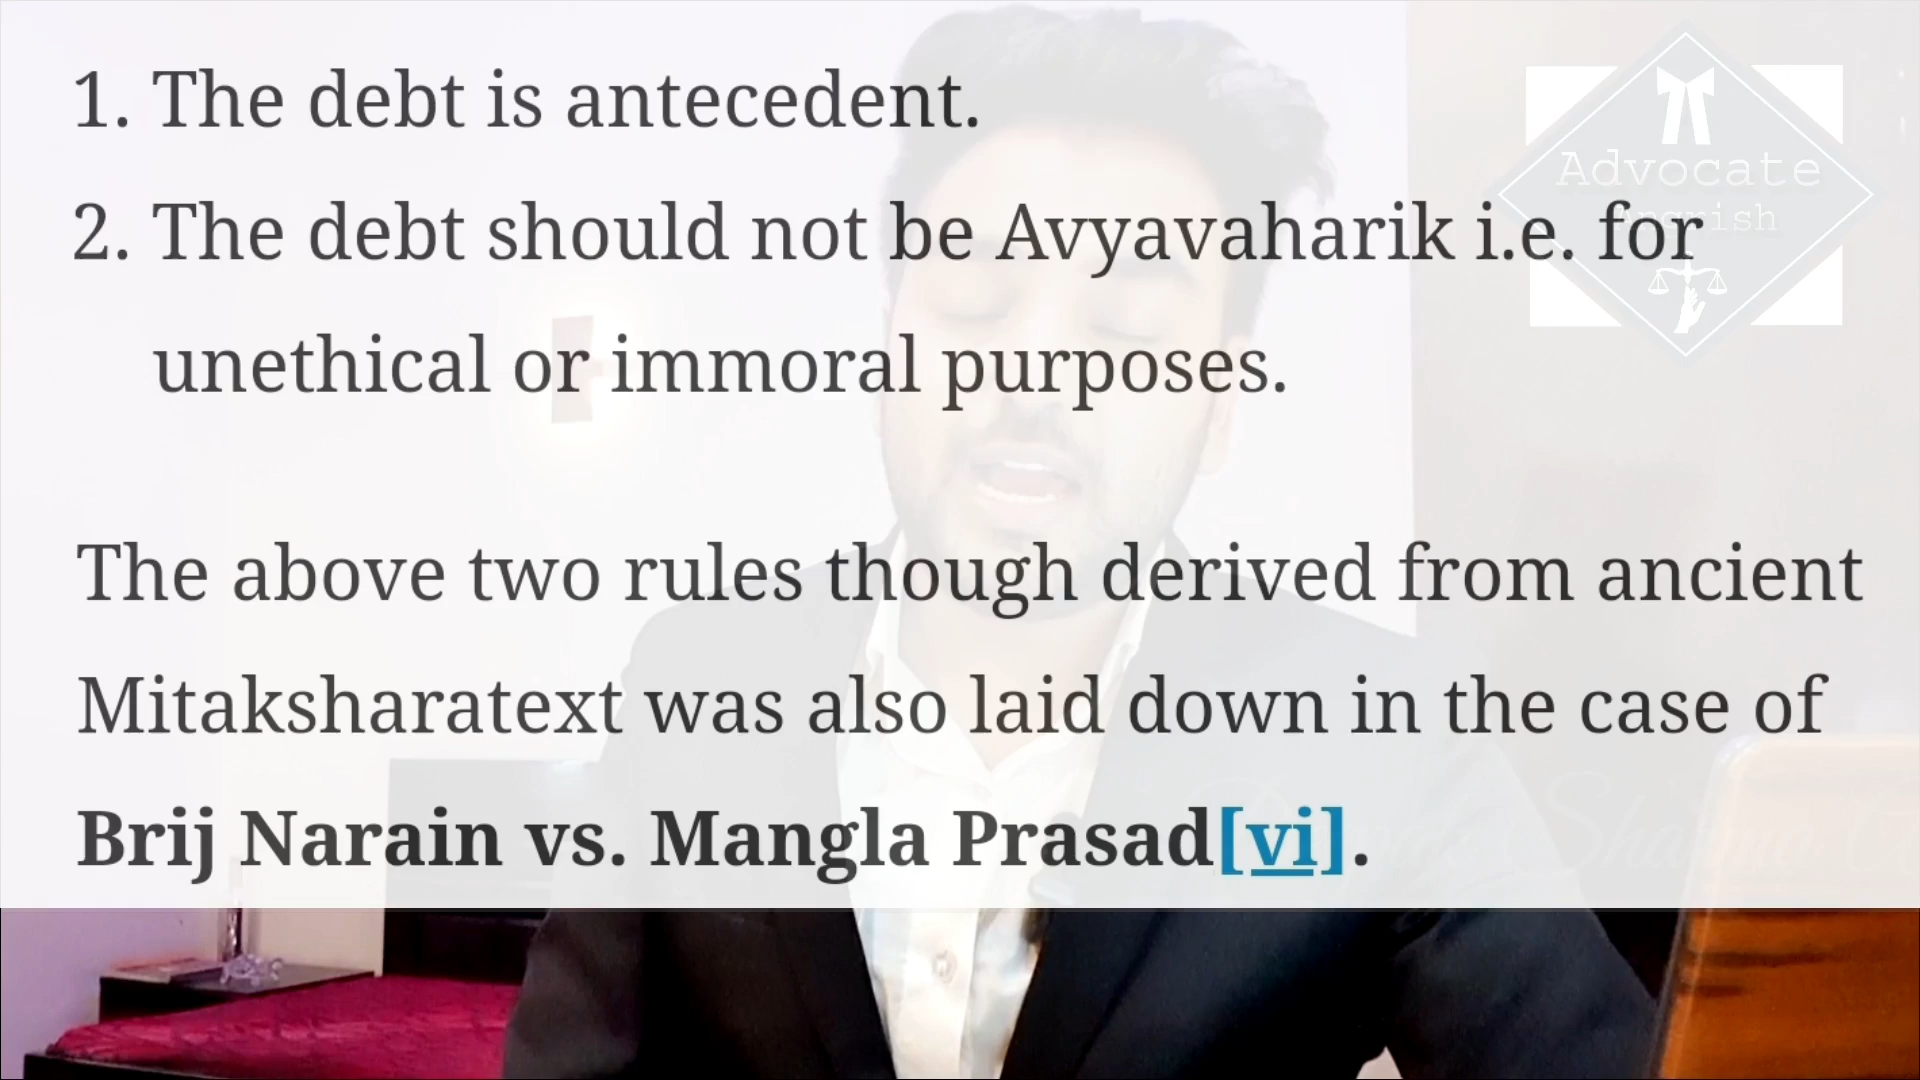 1. The debt is antecedent.
2. The debt should not be Avyavaharik i.e. for
unethical or immoral purposes.
The above two rules though derived from ancient
Mitaksharatext was also laid down in the case of
Brij Narain vs. Mangla Prasad[vi].
Advocate